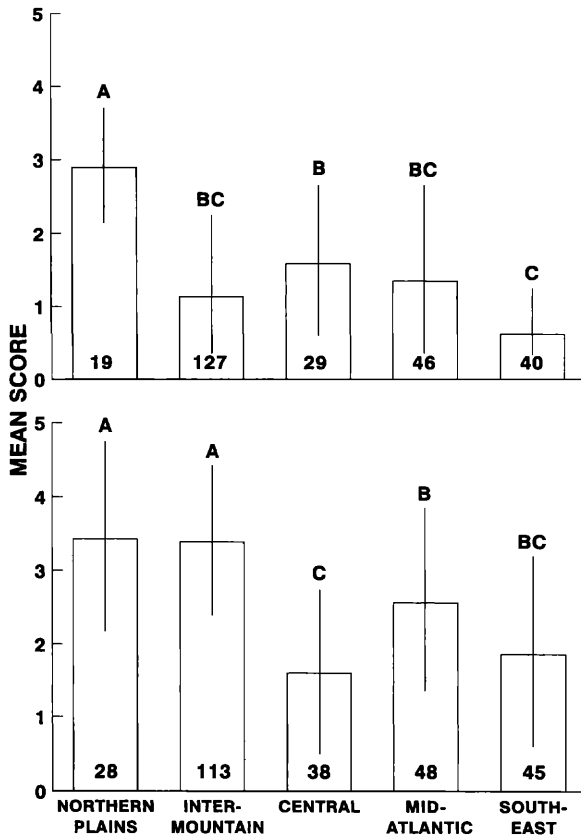 5
A
4
3
B
BC
BC
2
C
1
19
127
29
46
40
0
MEAN SCORE
5
A
A
4
B
BC
3
C
2
1
28
113
38
48
45
0
NORTHERN PLAINS
INTER-MOUNTAIN
CENTRAL
MID-ATLANTIC
SOUTH-EAST